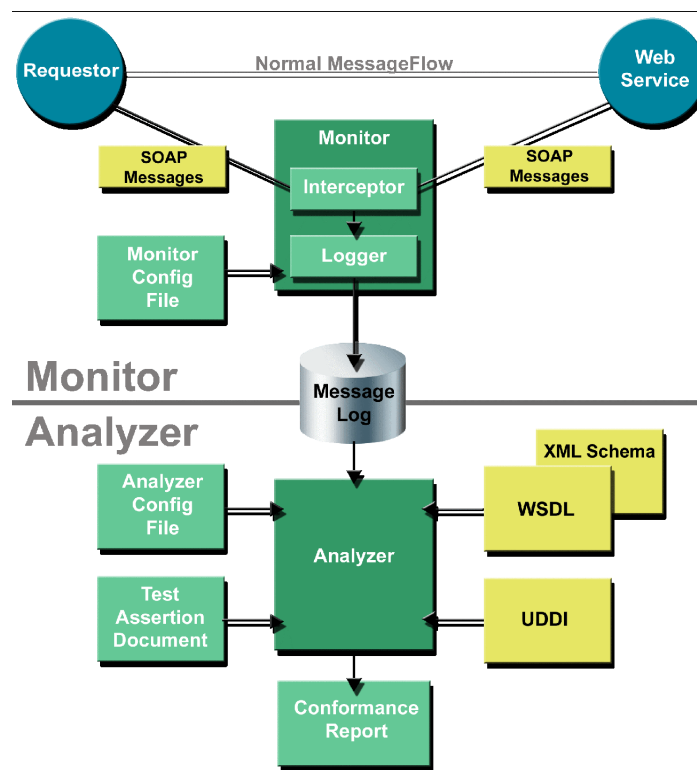 Requestor
Normal MessageFlow
Web
Service
Monitor
SOAP
Messages
SOAP
Messages
Interceptor
Monitor
Config
File
Logger
Message
Log
Monitor
Analyzer
Analyzer
Config
File
XML Schema
WSDL
Analyzer
Test
Assertion
Document
UDDI
Conformance
Report